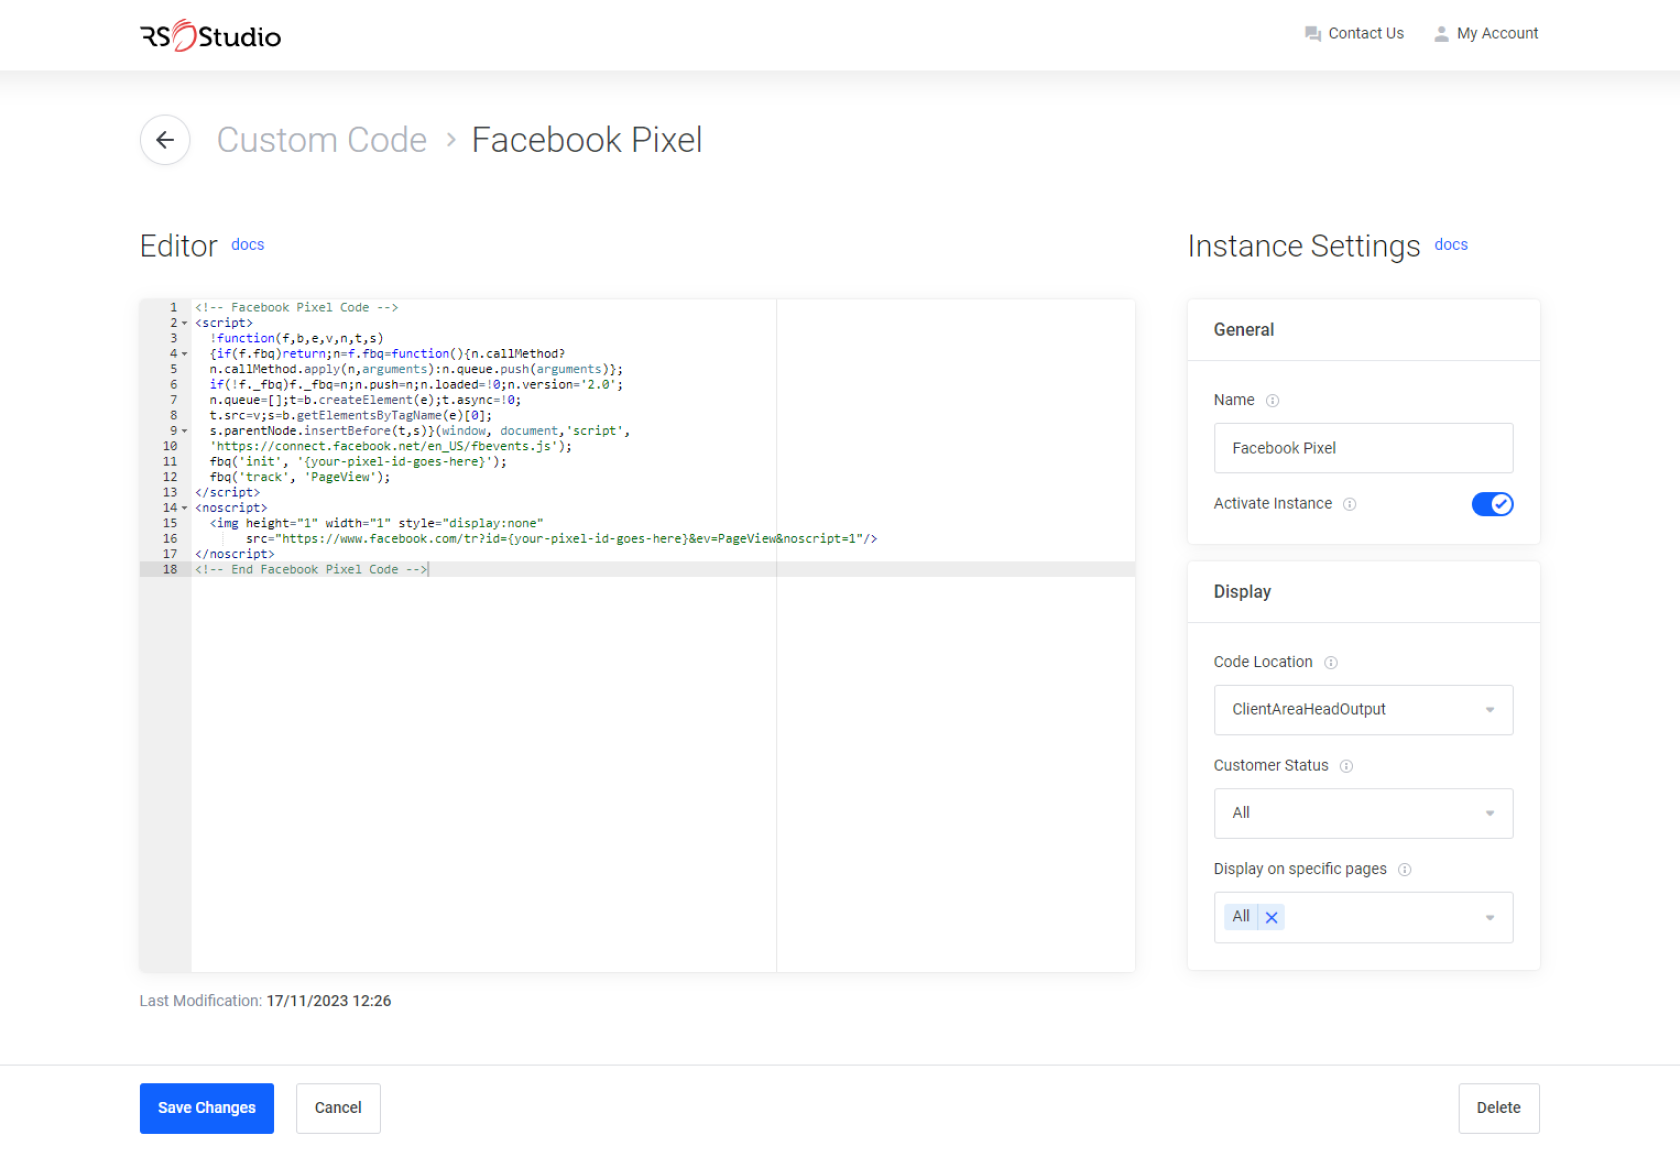 RSStudio
Contact Us
My Account
Custom Code > Facebook Pixel
Editor docs
1 <!-- Facebook Pixel Code -->
2 <script>
3 !function(f,b,e,v,n,t,s)
4 {if(f.fbq)return;n=f.fbq=function(){n.callMethod?
5 n.callMethod.apply(n,arguments):n.queue.push(arguments)};
6 if(!f._fbq)f._fbq=n;n.push=n;n.loaded=!0;n.version='2.0';
7 n.queue=[];t=b.createElement(e);t.async=!0;
8 t.src=v;s=b.getElementsByTagName(e)[0];
9 s.parentNode.insertBefore(t,s)}(window, document,'script',
10 'https://connect.facebook.net/en_US/fbevents.js');
11 fbq('init', '{your-pixel-id-goes-here}');
12 fbq('track', 'PageView');
13 </script>
14 <noscript>
15 <img height="1" width="1" style="display:none"
16 src="https://www.facebook.com/tr?id={your-pixel-id-goes-here}&ev=PageView&noscript=1"/>
17 </noscript>
18 <!-- End Facebook Pixel Code -->
Last Modification: 17/11/2023 12:26
Instance Settings docs
General
Name
Facebook Pixel
Activate Instance
Display
Code Location
ClientAreaHeadOutput
Customer Status
All
Display on specific pages
All
Save Changes
Cancel
Delete